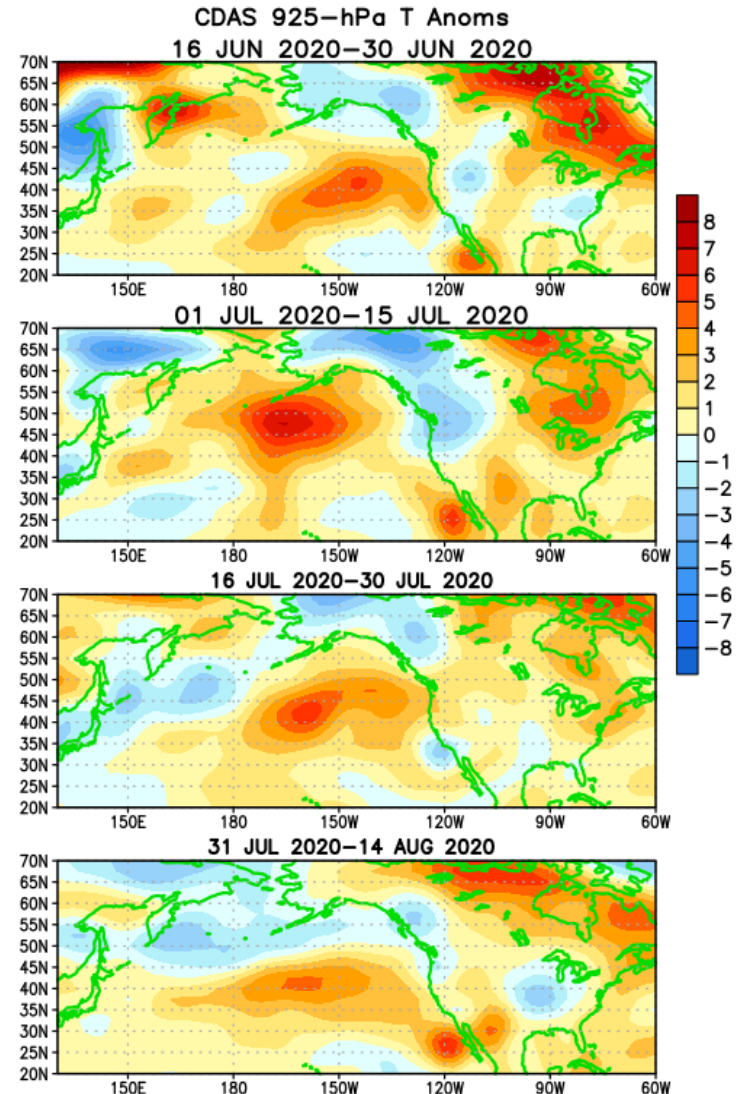 CDAS 925-hPa T Anoms
16 JUN 2020-30 JUN 2020
70N
65N
60N
55N
50N
45N
40N
35N
30N
25N
20N
150E 180 150W 120W 90W 60W
01 JUL 2020-15 JUL 2020
70N
65N
60N
55N
50N
45N
40N
35N
30N
25N
20N
150E 180 150W 120W 90W 60W
16 JUL 2020-30 JUL 2020
70N
65N
60N
55N
50N
45N
40N
35N
30N
25N
20N
150E 180 150W 120W 90W 60W
31 JUL 2020-14 AUG 2020
70N
65N
60N
55N
50N
45N
40N
35N
30N
25N
20N
150E 180 150W 120W 90W 60W
8
7
6
5
4
3
2
1
0
-1
-2
-3
-4
-5
-6
-7
-8